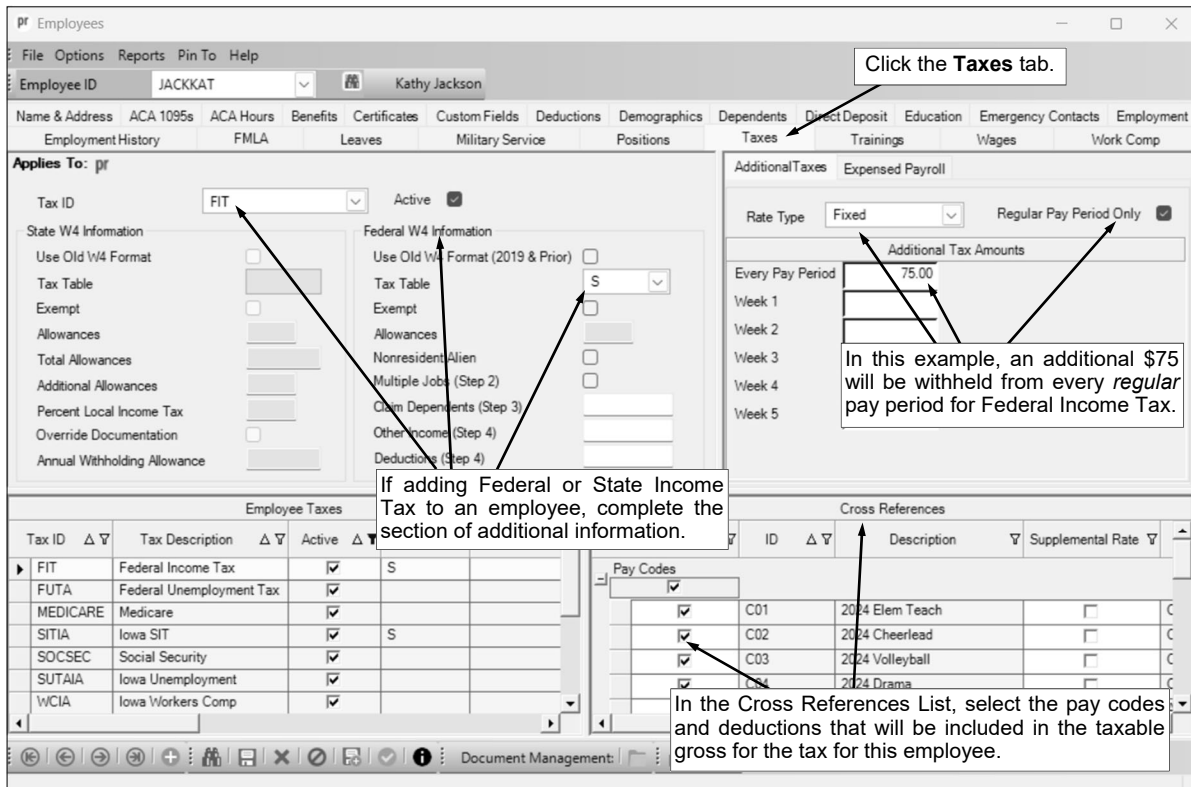 pr Employees
File Options Reports Pin To Help
Click the Taxes tab.
Employee ID JACKKAT Kathy Jackson
Name & Address ACA 1095s ACA Hours Benefits Certificates Custom Fields Deductions Demographics Dependents Direct Deposit Education Emergency Contacts Employment
Employment History FMLA Leaves Military Service Positions Taxes Trainings Wages Work Comp
Applies To: pr
Additional Taxes Expensed Payroll
Tax ID FIT Active
Rate Type Fixed Regular Pay Period Only
State W4 Information
Use Old W4 Format
Tax Table
Exempt
Allowances
Total Allowances
Additional Allowances
Percent Local Income Tax
Override Documentation
Annual Withholding Allowance
Federal W4 Information
Use Old W4 Format (2019 & Prior)
Tax Table S
Exempt
Allowances
Nonresident Alien
Multiple Jobs (Step 2)
Claim Dependents (Step 3)
Other Income (Step 4)
Deductions (Step 4)
Additional Tax Amounts
Every Pay Period 75.00
Week 1
Week 2
Week 3
Week 4
Week 5
In this example, an additional $75
will be withheld from every regular
pay period for Federal Income Tax.
If adding Federal or State Income
Tax to an employee, complete the
section of additional information.
Employee Taxes
Tax ID Tax Description Active
FIT Federal Income Tax S
FUTA Federal Unemployment Tax
MEDICARE Medicare
SITIA Iowa SIT S
SOCSEC Social Security
SUTAIA Iowa Unemployment
WCIA Iowa Workers Comp
Cross References
ID Description Supplemental Rate
Pay Codes
C01 2024 Elem Teach
C02 2024 Cheerlead
C03 2024 Volleyball
C04 2024 Drama
In the Cross References List, select the pay codes
and deductions that will be included in the taxable
gross for the tax for this employee.
Document Management: